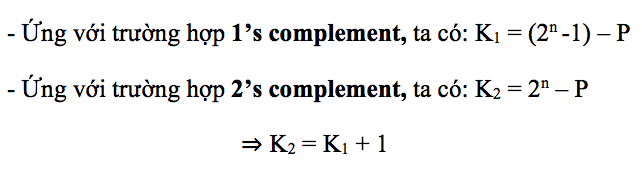 - Ứng với trường hợp 1’s complement, ta có: K₁ = (2ⁿ -1) – P
- Ứng với trường hợp 2’s complement, ta có: K₂ = 2ⁿ – P
⇒ K₂ = K₁ + 1